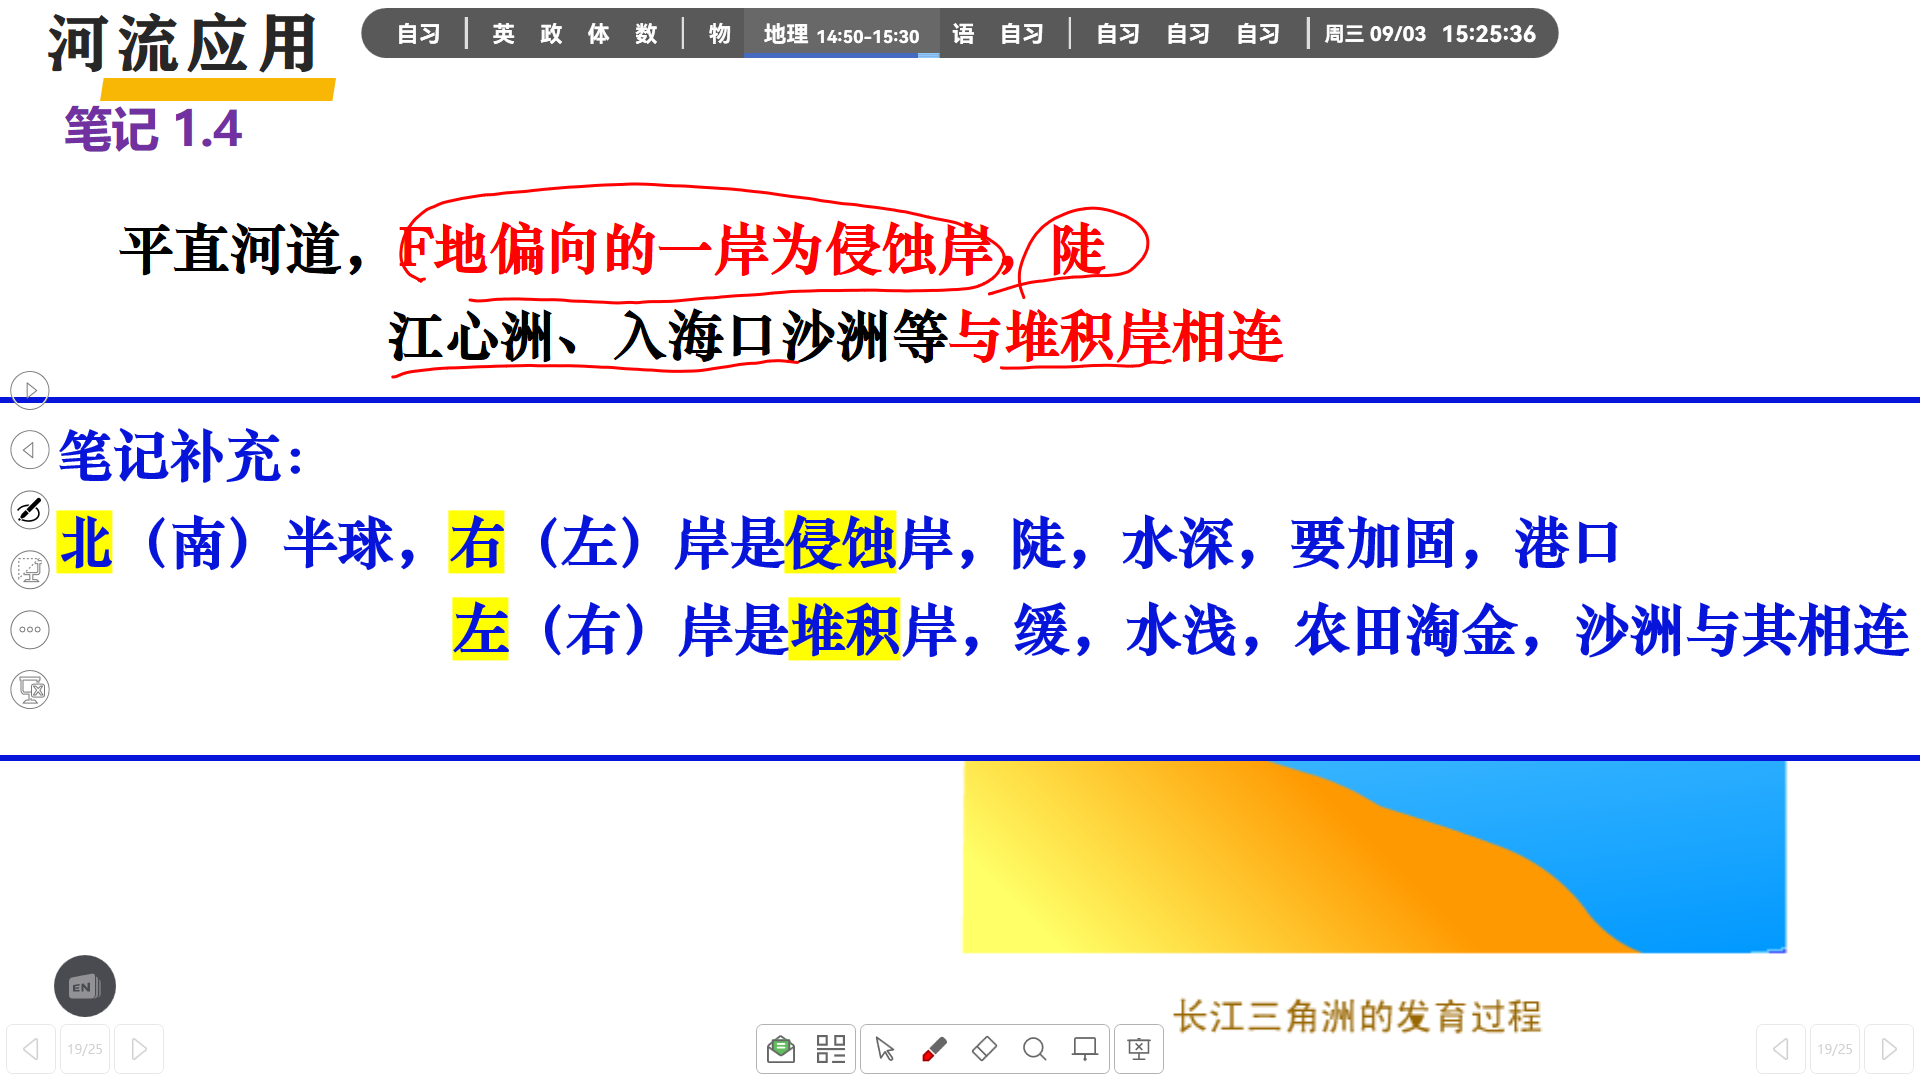 河流应用
自习 | 英 政 体 数 | 物 地理 14:50-15:30 语 自习 | 自习 自习 自习 | 周三 09/03 15:25:36
笔记 1.4
平直河道，F地偏向的一岸为侵蚀岸，陡
江心洲、入海口沙洲等与堆积岸相连
笔记补充：
北（南）半球，右（左）岸是侵蚀岸，陡，水深，要加固，港口
左（右）岸是堆积岸，缓，水浅，农田淘金，沙洲与其相连
长江三角洲的发育过程
EN
19/25
19/25